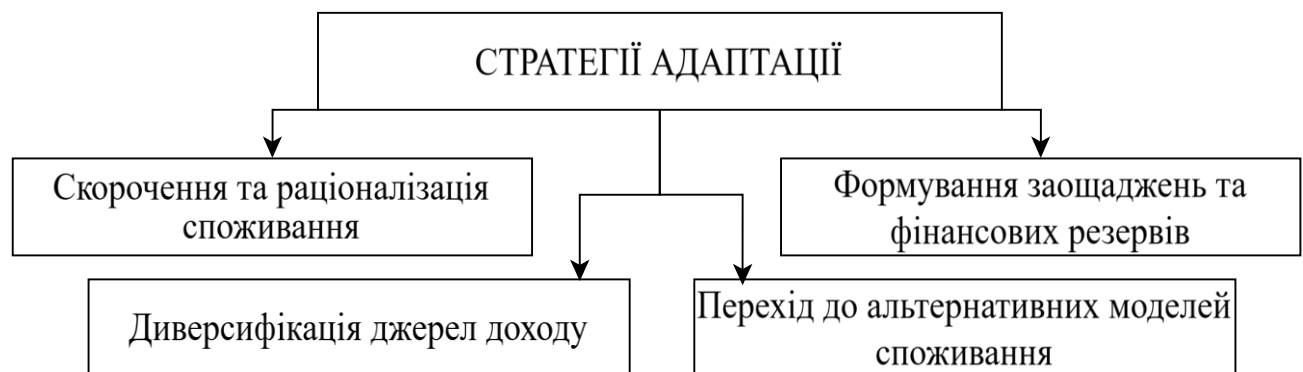 СТРАТЕГІЇ АДАПТАЦІЇ
Скорочення та раціоналізація
споживання
Формування заощаджень та
фінансових резервів
Диверсифікація джерел доходу
Перехід до альтернативних моделей
споживання